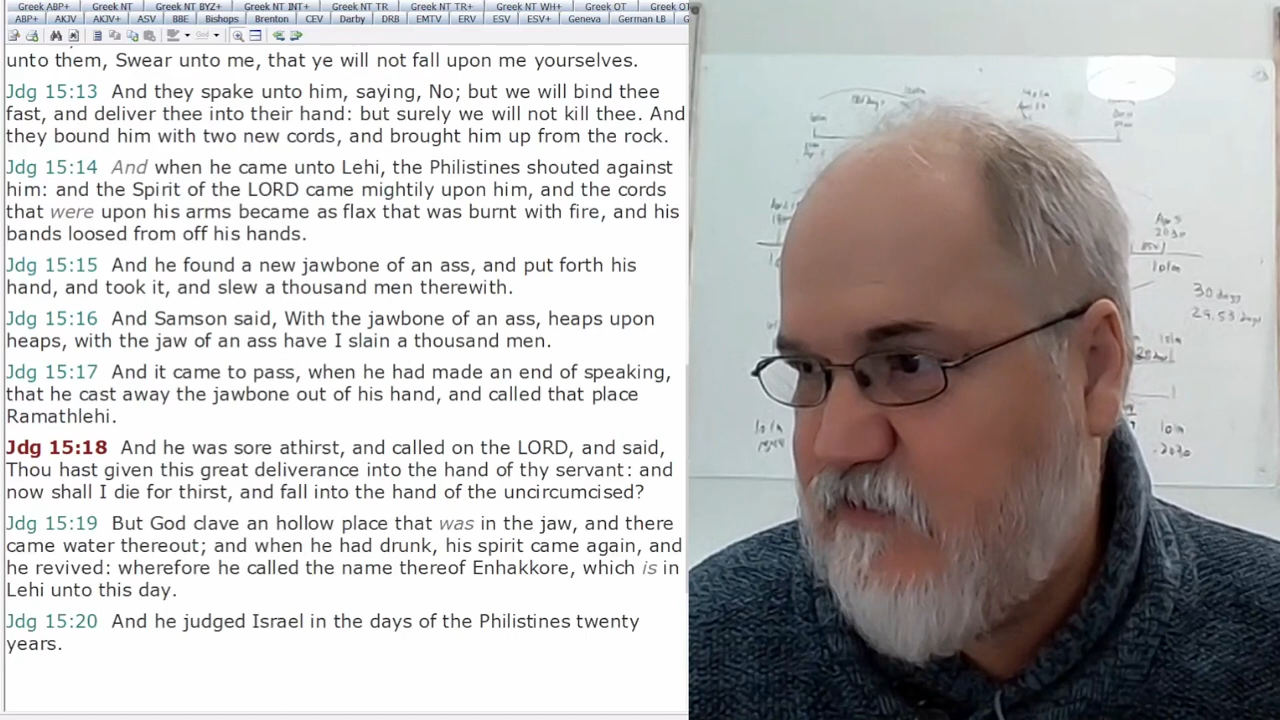 Greek ABP+ Greek NT Greek NT BYZ+ Greek NT INT+ Greek NT TR Greek NT TR+ Greek NT WH+ Greek OT
ABP+ AKJV AKJV+ ASV BBE Bishops Brenton CEV Darby DRB EMTV ERV ESV ESV+ Geneva German LB
unto them, Swear unto me, that ye will not fall upon me yourselves.
Jdg 15:13 And they spake unto him, saying, No; but we will bind thee
fast, and deliver thee into their hand: but surely we will not kill thee. And
they bound him with two new cords, and brought him up from the rock.
Jdg 15:14 And when he came unto Lehi, the Philistines shouted against
him: and the Spirit of the LORD came mightily upon him, and the cords
that were upon his arms became as flax that was burnt with fire, and his
bands loosed from off his hands.
Jdg 15:15 And he found a new jawbone of an ass, and put forth his
hand, and took it, and slew a thousand men therewith.
Jdg 15:16 And Samson said, With the jawbone of an ass, heaps upon
heaps, with the jaw of an ass have I slain a thousand men.
Jdg 15:17 And it came to pass, when he had made an end of speaking,
that he cast away the jawbone out of his hand, and called that place
Ramathlehi.
Jdg 15:18 And he was sore athirst, and called on the LORD, and said,
Thou hast given this great deliverance into the hand of thy servant: and
now shall I die for thirst, and fall into the hand of the uncircumcised?
Jdg 15:19 But God clave an hollow place that was in the jaw, and there
came water thereout; and when he had drunk, his spirit came again, and
he revived: wherefore he called the name thereof Enhakkore, which is in
Lehi unto this day.
Jdg 15:20 And he judged Israel in the days of the Philistines twenty
years.
Apr 5
2030
101m
30 days
29.53 days
101m
2030